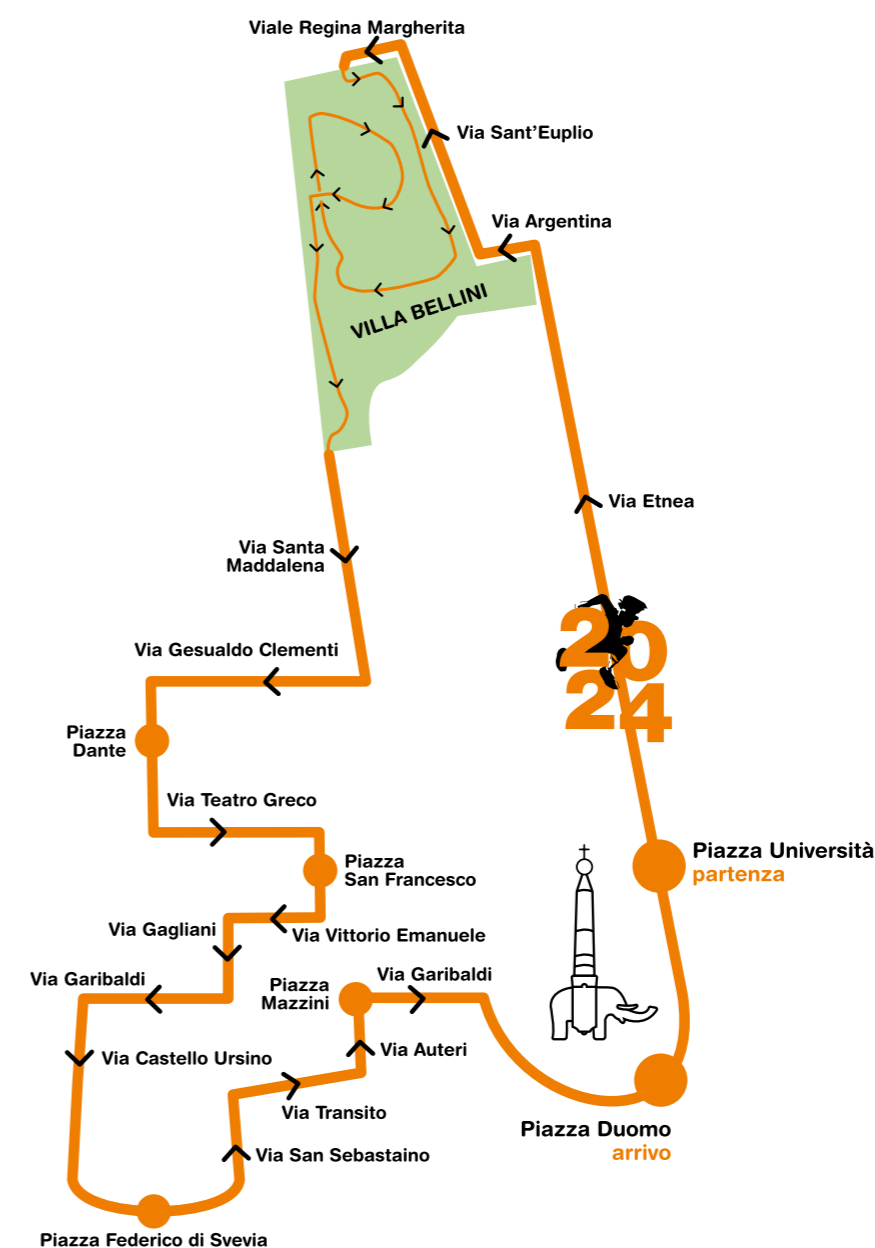 Viale Regina Margherita
Via Sant'Euplio
Via Argentina
VILLA BELLINI
Via Etnea
Via Santa
Maddalena
20
24
Via Gesualdo Clementi
Piazza
Dante
Via Teatro Greco
Piazza Università
partenza
Piazza
San Francesco
Via Gagliani
Via Vittorio Emanuele
Via Garibaldi
Piazza
Mazzini
Via Garibaldi
Via Auteri
Via Castello Ursino
Via Transito
Piazza Duomo
arrivo
Via San Sebastaino
Piazza Federico di Svevia